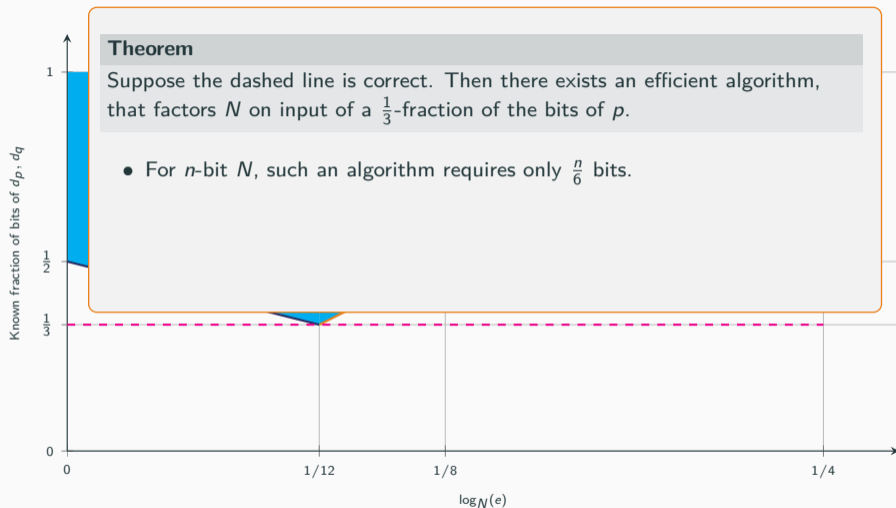 Theorem
Suppose the dashed line is correct. Then there exists an efficient algorithm,
that factors N on input of a 1/3-fraction of the bits of p.
• For n-bit N, such an algorithm requires only n/6 bits.
Known fraction of bits of d_p, d_q
1
1/2
1/3
0
0 1/12 1/8 1/4
log_N(e)